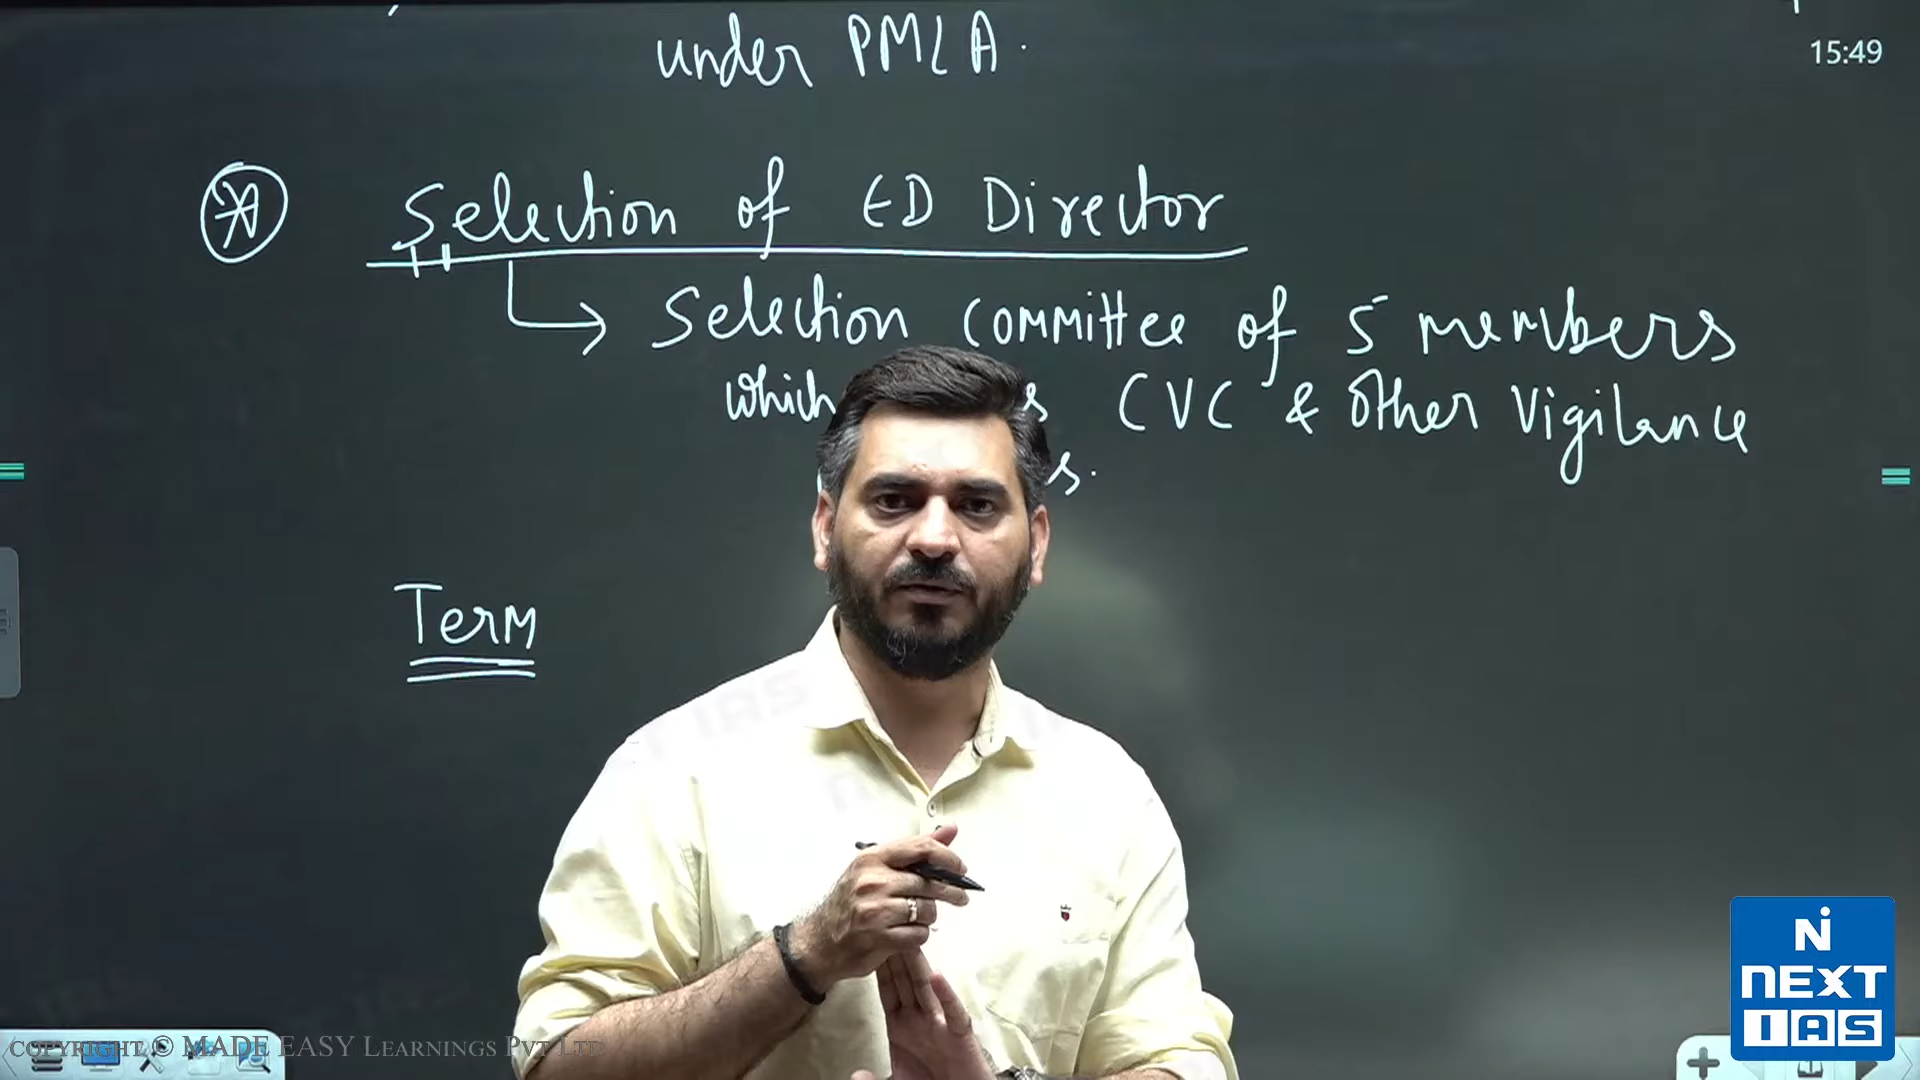 under PMLA.
15:49
Selection of ED Director
Selection Committee of 5 members
which CVC & Other Vigilance
s.
Term
IAS
N
NEXT
IAS
COPYRIGHT © MADE EASY LEARNINGS PVT LTD